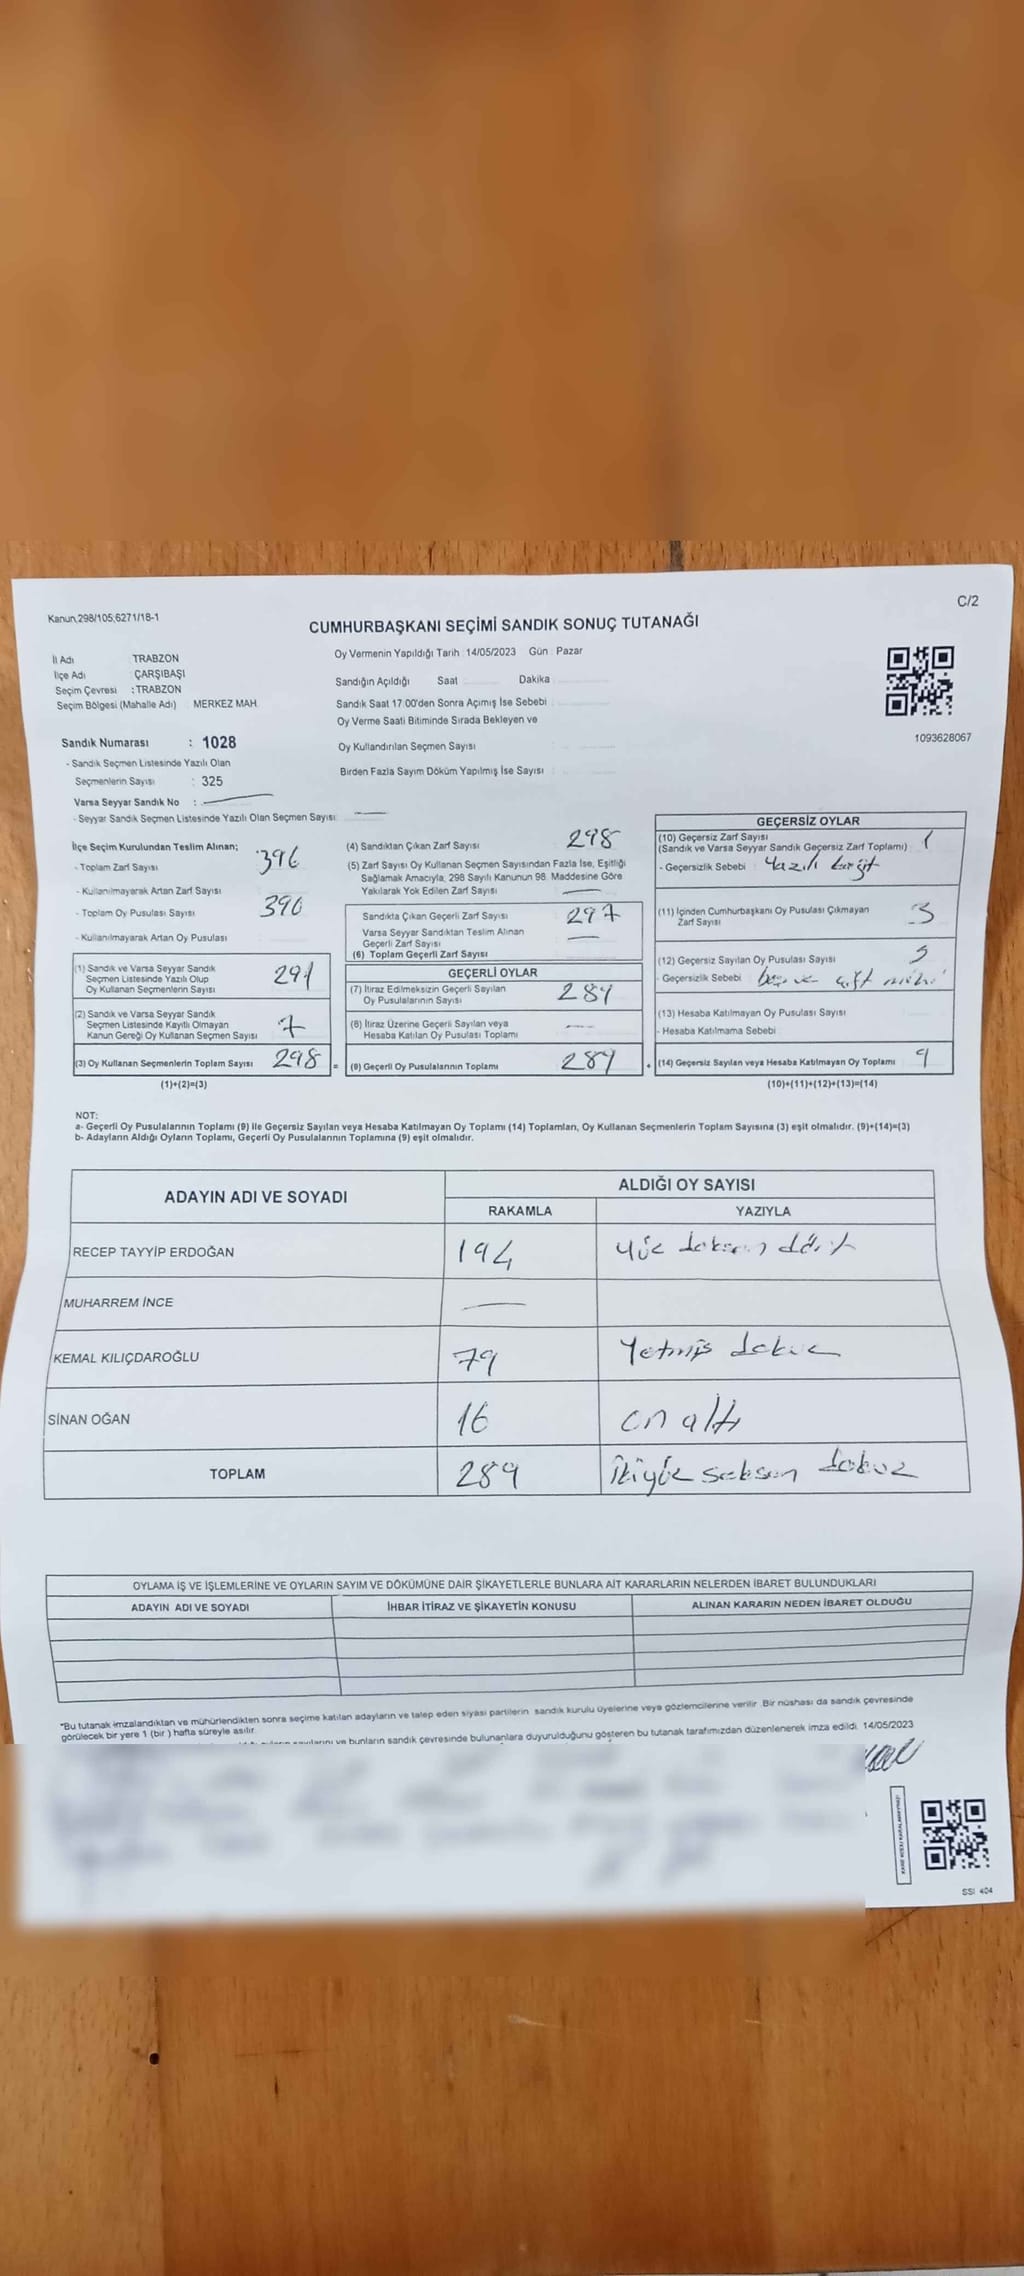 Kanun,298/105,6271/18-1
C/2
CUMHURBAŞKANI SEÇİMİ SANDIK SONUÇ TUTANAĞI
İl Adı TRABZON
İlçe Adı ÇARŞIBAŞI
Seçim Çevresi : TRABZON
Seçim Bölgesi (Mahalle Adı) MERKEZ MAH.
Oy Vermenin Yapıldığı Tarih 14/05/2023 Gün Pazar
Sandığın Açıldığı Saat Dakika
Sandık Saat 17:00'den Sonra Açımış İse Sebebi
Oy Verme Saati Bitiminde Sırada Bekleyen ve
Oy Kullandırılan Seçmen Sayısı
Birden Fazla Sayım Döküm Yapılmış İse Sayısı
1093628067
Sandık Numarası : 1028
- Sandık Seçmen Listesinde Yazılı Olan
Seçmenlerin Sayısı : 325
Varsa Seyyar Sandık No :
- Seyyar Sandık Seçmen Listesinde Yazılı Olan Seçmen Sayısı:
İlçe Seçim Kurulundan Teslim Alınan;
- Toplam Zarf Sayısı 396
- Kullanılmayarak Artan Zarf Sayısı
- Toplam Oy Pusulası Sayısı 390
- Kullanılmayarak Artan Oy Pusulası
(1) Sandık ve Varsa Seyyar Sandık
Seçmen Listesinde Yazılı Olup
Oy Kullanan Seçmenlerin Sayısı 291
(2) Sandık ve Varsa Seyyar Sandık
Seçmen Listesinde Kayıtlı Olmayan
Kanun Gereği Oy Kullanan Seçmen Sayısı 7
(3) Oy Kullanan Seçmenlerin Toplam Sayısı 298 =
(1)+(2)=(3)
(4) Sandıktan Çıkan Zarf Sayısı 298
(5) Zarf Sayısı Oy Kullanan Seçmen Sayısından Fazla İse, Eşitliği
Sağlamak Amacıyla, 298 Sayılı Kanunun 98. Maddesine Göre
Yakılarak Yok Edilen Zarf Sayısı
Sandıkta Çıkan Geçerli Zarf Sayısı 297
Varsa Seyyar Sandıktan Teslim Alınan
Geçerli Zarf Sayısı
(6) Toplam Geçerli Zarf Sayısı
GEÇERLİ OYLAR
(7) İtiraz Edilmeksizin Geçerli Sayılan
Oy Pusulalarının Sayısı 289
(8) İtiraz Üzerine Geçerli Sayılan veya
Hesaba Katılan Oy Pusulası Toplamı
(9) Geçerli Oy Pusulalarının Toplamı 289 +
GEÇERSİZ OYLAR
(10) Geçersiz Zarf Sayısı
(Sandık ve Varsa Seyyar Sandık Geçersiz Zarf Toplamı) 1
- Geçersizlik Sebebi : Yazılı
(11) İçinden Cumhurbaşkanı Oy Pusulası Çıkmayan
Zarf Sayısı 3
(12) Geçersiz Sayılan Oy Pusulası Sayısı 5
- Geçersizlik Sebebi : boş ve çift
(13) Hesaba Katılmayan Oy Pusulası Sayısı
- Hesaba Katılmama Sebebi
(14) Geçersiz Sayılan veya Hesaba Katılmayan Oy Toplamı 9
(10)+(11)+(12)+(13)=(14)
NOT:
a- Geçerli Oy Pusulalarının Toplamı (9) ile Geçersiz Sayılan veya Hesaba Katılmayan Oy Toplamı (14) Toplamları, Oy Kullanan Seçmenlerin Toplam Sayısına (3) eşit olmalıdır. (9)+(14)=(3)
b- Adayların Aldığı Oyların Toplamı, Geçerli Oy Pusulalarının Toplamına (9) eşit olmalıdır.
ADAYIN ADI VE SOYADI ALDIĞI OY SAYISI
RAKAMLA YAZIYLA
RECEP TAYYİP ERDOĞAN 194 Yüz doksan dört
MUHARREM İNCE
KEMAL KILIÇDAROĞLU 79 Yetmiş dokuz
SİNAN OĞAN 16 on altı
TOPLAM 289 İkiyüz seksen dokuz
OYLAMA İŞ VE İŞLEMLERİNE VE OYLARIN SAYIM VE DÖKÜMÜNE DAİR ŞİKAYETLERLE BUNLARA AİT KARARLARIN NELERDEN İBARET BULUNDUKLARI
ADAYIN ADI VE SOYADI İHBAR İTİRAZ VE ŞİKAYETİN KONUSU ALINAN KARARIN NEDEN İBARET OLDUĞU
"Bu tutanak imzalandıktan ve mühürlendikten sonra seçime katılan adayların ve talep eden siyasi partilerin sandık kurulu üyelerine veya gözlemcilerine verilir. Bir nüshası da sandık çevresinde
görülecek bir yere 1 (bir) hafta süreyle asılır.
ve bunların sandık çevresinde bulunanlara duyurulduğunu gösteren bu tutanak tarafımızdan düzenlenerek imza edildi. 14/05/2023
SSI: 404